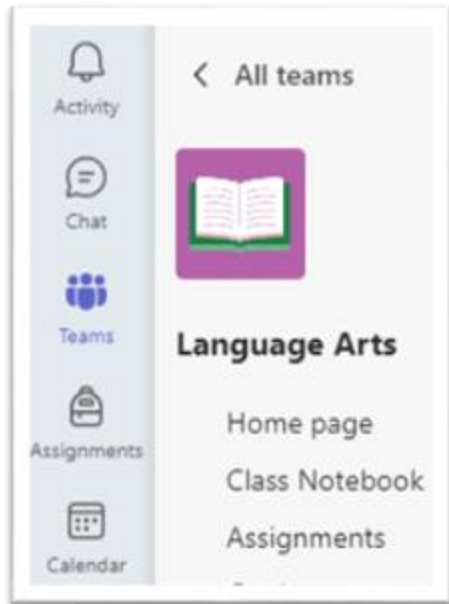 Activity
Chat
Teams
Assignments
Calendar
All teams
Language Arts
Home page
Class Notebook
Assignments